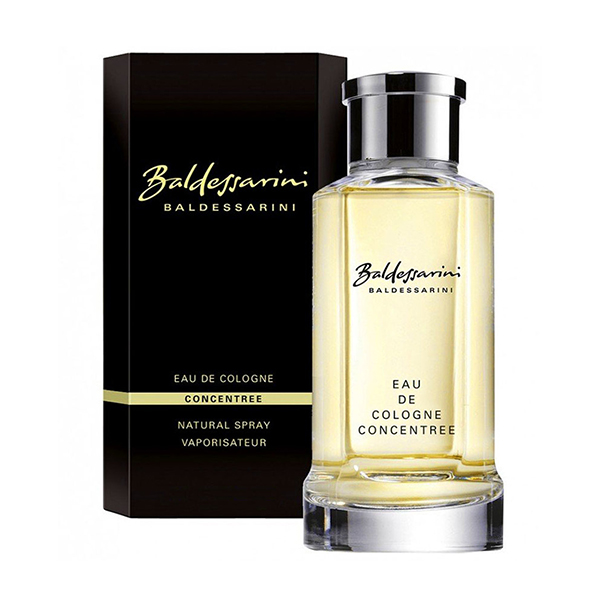 Baldessarini
BALDESSARINI
EAU DE COLOGNE
CONCENTREE
NATURAL SPRAY
VAPORISATEUR
Baldessarini
BALDESSARINI
EAU
DE
COLOGNE
CONCENTREE